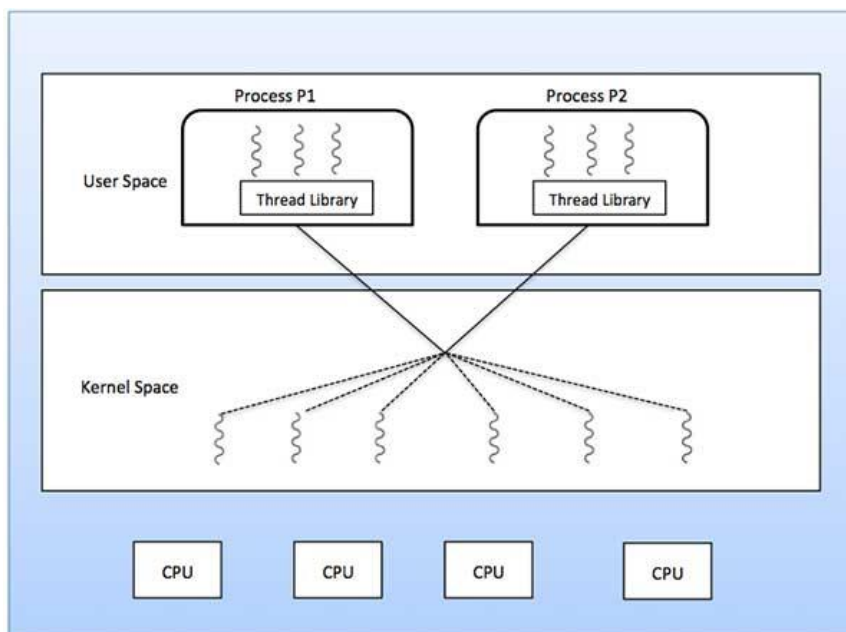 Process P1
Process P2
User Space
Thread Library
Thread Library
Kernel Space
CPU
CPU
CPU
CPU